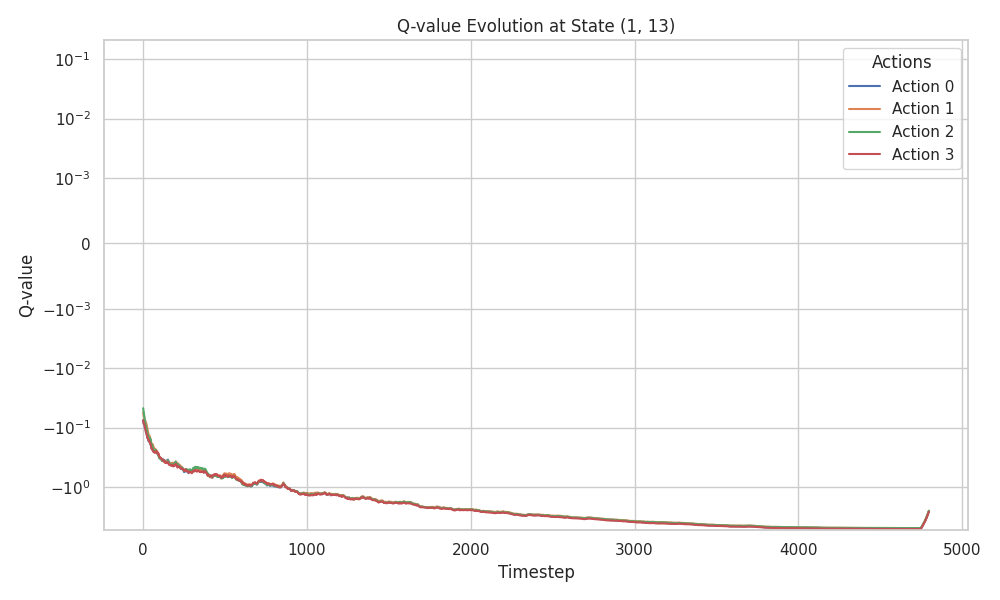 Q-value Evolution at State (1, 13)
Actions
Action 0
Action 1
Action 2
Action 3
Q-value
10⁻¹
10⁻²
10⁻³
0
−10⁻³
−10⁻²
−10⁻¹
−10⁰
0 1000 2000 3000 4000 5000
Timestep